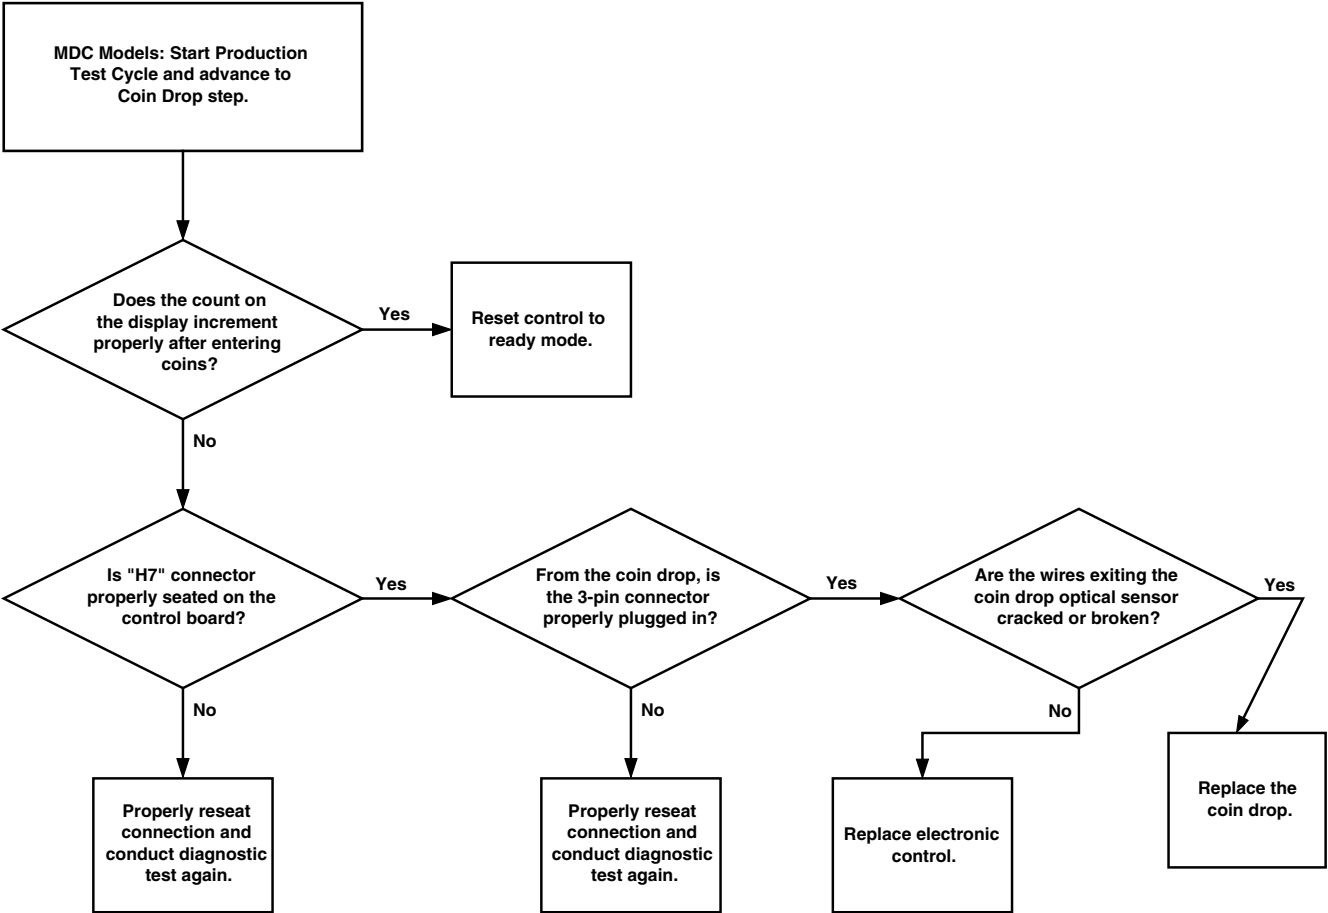 MDC Models: Start Production
Test Cycle and advance to
Coin Drop step.
Does the count on
the display increment
properly after entering
coins?
Yes
Reset control to
ready mode.
No
Is "H7" connector
properly seated on the
control board?
Yes
From the coin drop, is
the 3-pin connector
properly plugged in?
Yes
Are the wires exiting the
coin drop optical sensor
cracked or broken?
Yes
No
No
No
Properly reseat
connection and
conduct diagnostic
test again.
Properly reseat
connection and
conduct diagnostic
test again.
Replace electronic
control.
Replace the
coin drop.